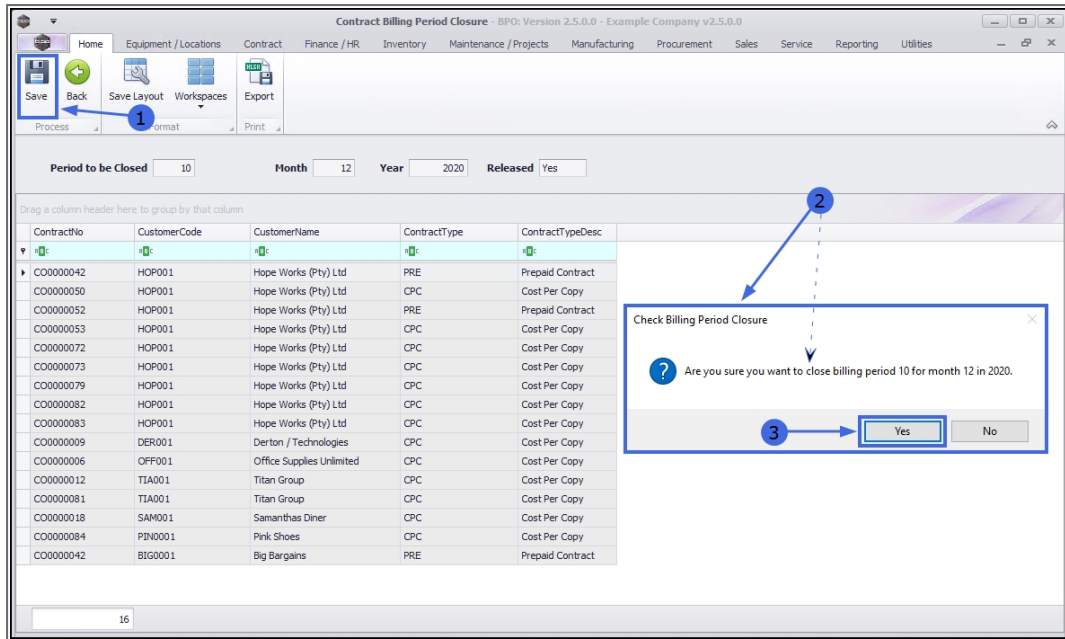 Contract Billing Period Closure - BPO: Version 2.5.0.0 - Example Company v2.5.0.0
BPO Home Equipment / Locations Contract Finance / HR Inventory Maintenance / Projects Manufacturing Procurement Sales Service Reporting Utilities
XLSX
Save Back Save Layout Workspaces Export
1
Process Format Print
Period to be Closed 10 Month 12 Year 2020 Released Yes
2
Drag a column header here to group by that column
ContractNo CustomerCode CustomerName ContractType ContractTypeDesc
CO0000042 HOP001 Hope Works (Pty) Ltd PRE Prepaid Contract
CO0000050 HOP001 Hope Works (Pty) Ltd CPC Cost Per Copy
CO0000052 HOP001 Hope Works (Pty) Ltd PRE Prepaid Contract
CO0000053 HOP001 Hope Works (Pty) Ltd CPC Cost Per Copy
CO0000072 HOP001 Hope Works (Pty) Ltd CPC Cost Per Copy
CO0000073 HOP001 Hope Works (Pty) Ltd CPC Cost Per Copy
CO0000079 HOP001 Hope Works (Pty) Ltd CPC Cost Per Copy
CO0000082 HOP001 Hope Works (Pty) Ltd CPC Cost Per Copy
CO0000083 HOP001 Hope Works (Pty) Ltd CPC Cost Per Copy
CO0000009 DER001 Derton / Technologies CPC Cost Per Copy
CO0000006 OFF001 Office Supplies Unlimited CPC Cost Per Copy
CO0000012 TIA001 Titan Group CPC Cost Per Copy
CO0000081 TIA001 Titan Group CPC Cost Per Copy
CO0000018 SAM001 Samanthas Diner CPC Cost Per Copy
CO0000084 PIN0001 Pink Shoes CPC Cost Per Copy
CO0000042 BIG0001 Big Bargains PRE Prepaid Contract
16
Check Billing Period Closure
? Are you sure you want to close billing period 10 for month 12 in 2020.
3 Yes No